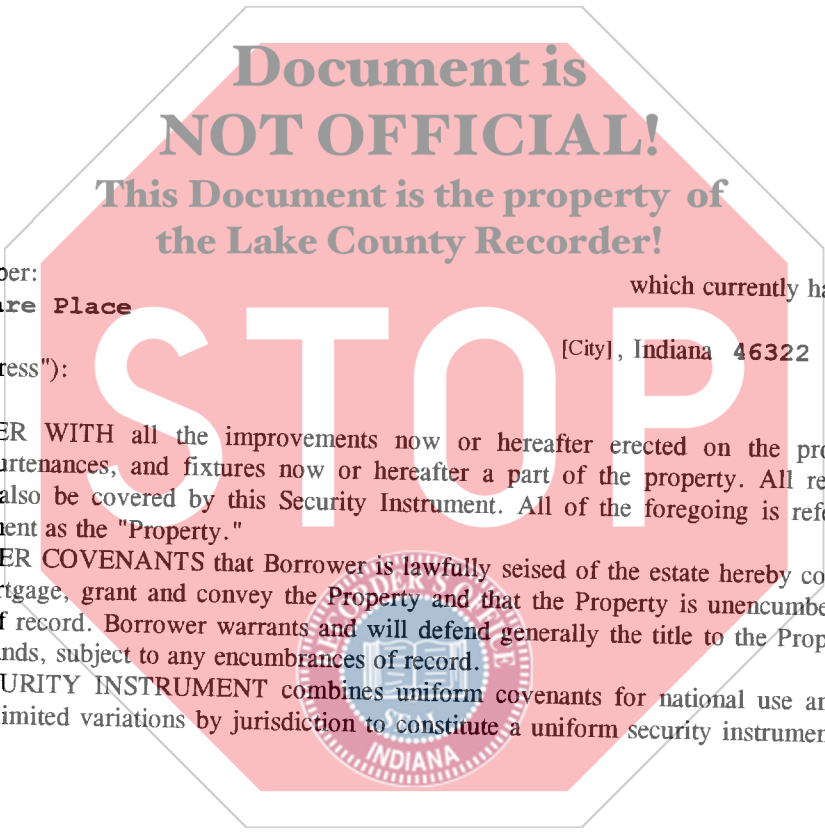 Document is
NOT OFFICIAL!
This Document is the property of
the Lake County Recorder!
ber:
which currently ha
are Place
[City], Indiana 46322
ress"):
STOP
ER WITH all the improvements now or hereafter erected on the pro
urtenances, and fixtures now or hereafter a part of the property. All re
also be covered by this Security Instrument. All of the foregoing is refe
nent as the "Property."
ER COVENANTS that Borrower is lawfully seised of the estate hereby co
rtgage, grant and convey the Property and that the Property is unencumbe
f record. Borrower warrants and will defend generally the title to the Prop
nds, subject to any encumbrances of record.
URITY INSTRUMENT combines uniform covenants for national use an
limited variations by jurisdiction to constitute a uniform security instrumen
RECORDER'S OFFICE
INDIANA